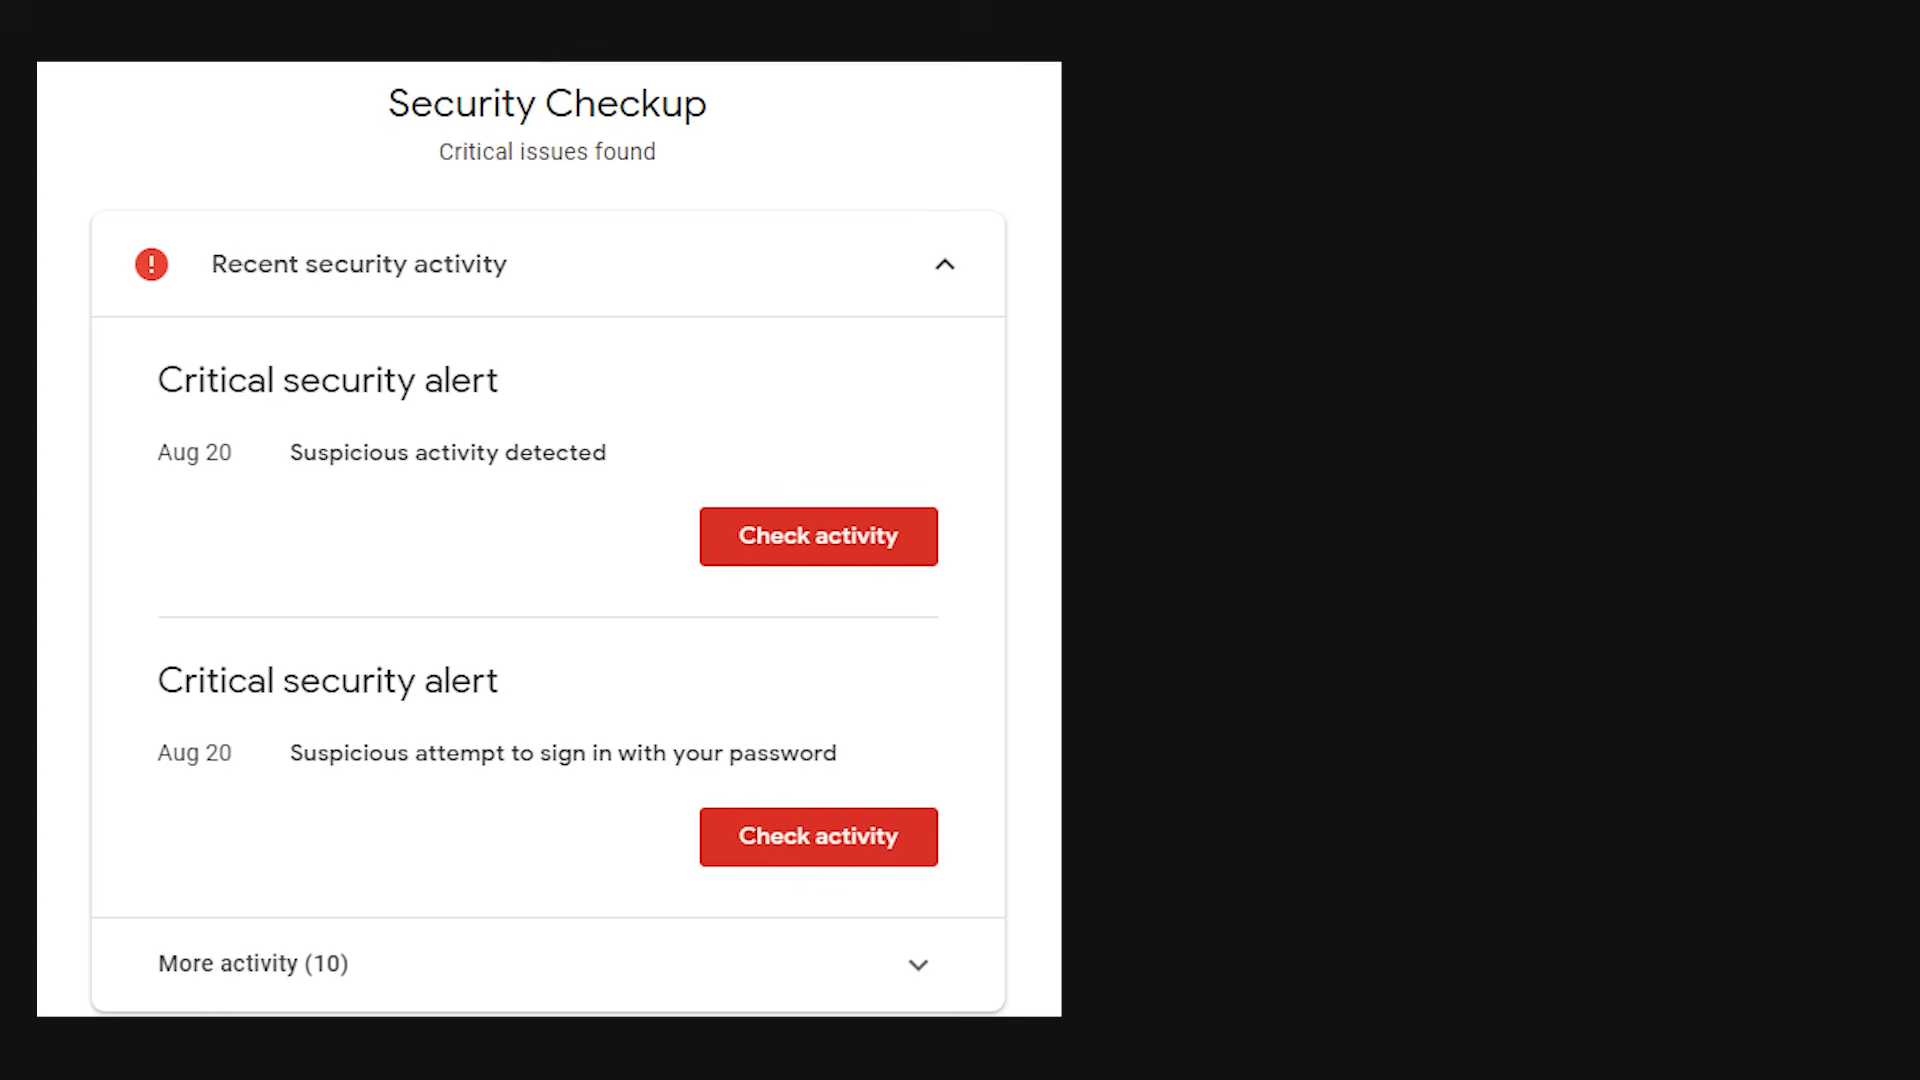 Security Checkup
Critical issues found
Recent security activity
Critical security alert
Aug 20 Suspicious activity detected
Check activity
Critical security alert
Aug 20 Suspicious attempt to sign in with your password
Check activity
More activity (10)